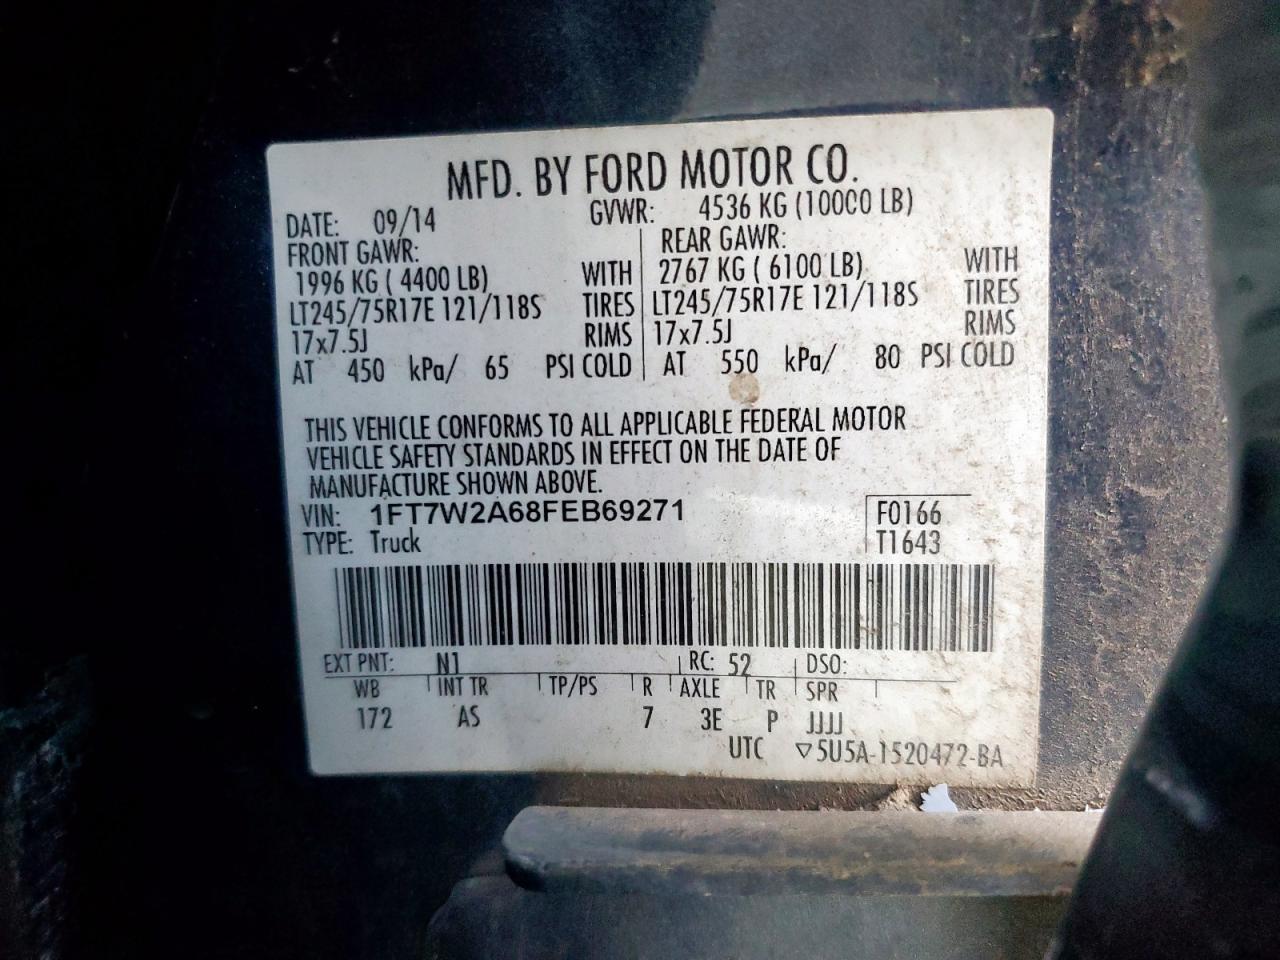 MFD. BY FORD MOTOR CO.
DATE: 09/14 GVWR: 4536 KG (10000 LB)
FRONT GAWR: REAR GAWR:
1996 KG ( 4400 LB) WITH 2767 KG ( 6100 LB) WITH
LT245/75R17E 121/118S TIRES LT245/75R17E 121/118S TIRES
17x7.5J RIMS 17x7.5J RIMS
AT 450 kPa/ 65 PSI COLD AT 550 kPa/ 80 PSI COLD
THIS VEHICLE CONFORMS TO ALL APPLICABLE FEDERAL MOTOR
VEHICLE SAFETY STANDARDS IN EFFECT ON THE DATE OF
MANUFACTURE SHOWN ABOVE.
VIN: 1FT7W2A68FEB69271 F0166
TYPE: Truck T1643
EXT PNT: N1 RC: 52 DSO:
WB INT TR TP/PS R AXLE TR SPR
172 AS 7 3E P JJJJ
UTC ▽5U5A-1520472-BA